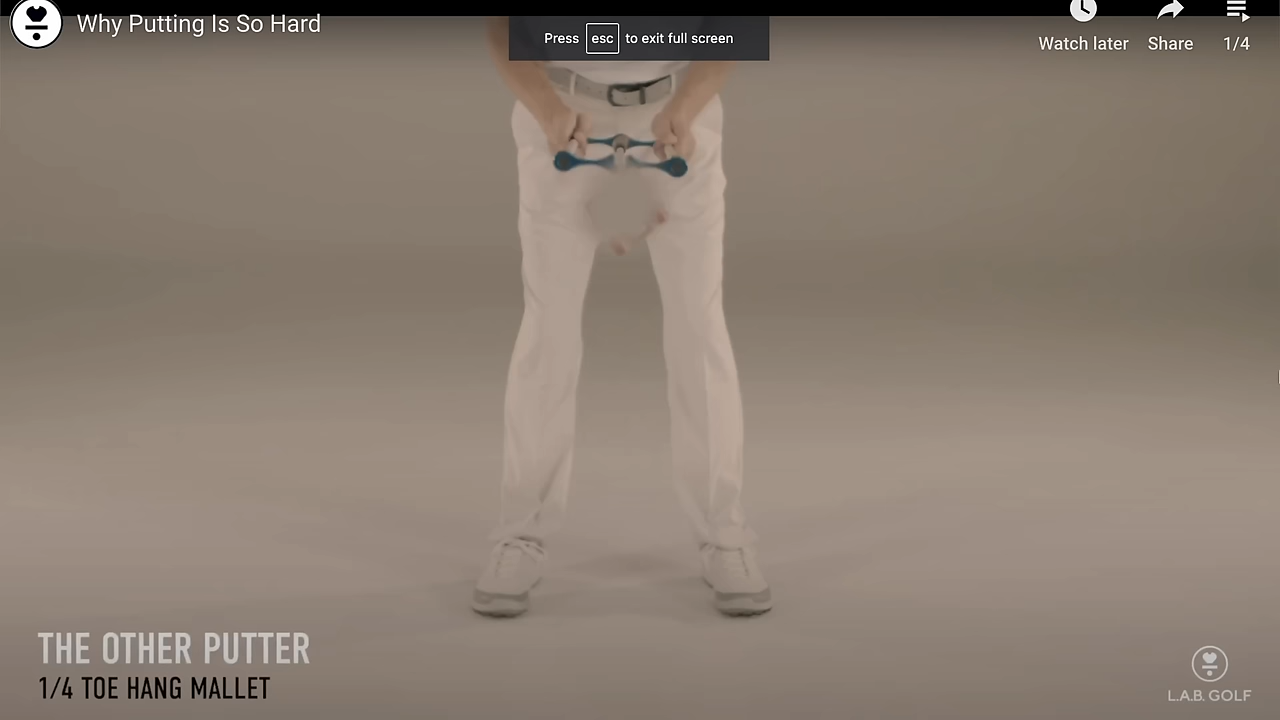 Why Putting Is So Hard
Press esc to exit full screen
Watch later Share 1/4
THE OTHER PUTTER
1/4 TOE HANG MALLET
L.A.B. GOLF